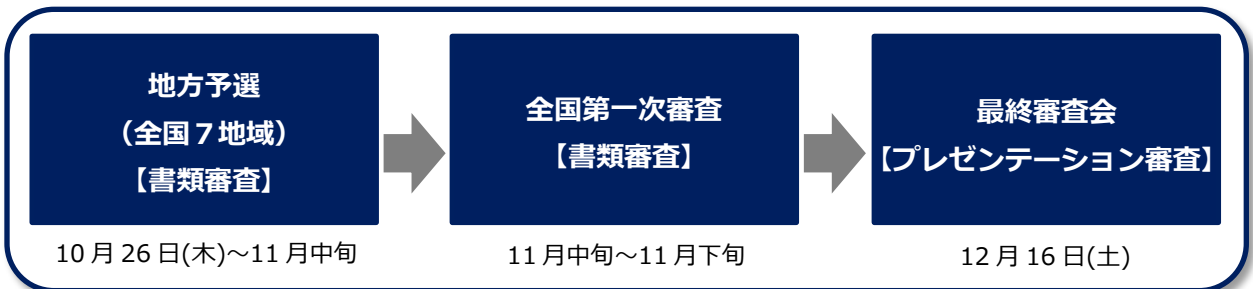 地方予選
（全国７地域）
【書類審査】
10月26日(木)～11月中旬
全国第一次審査
【書類審査】
11月中旬～11月下旬
最終審査会
【プレゼンテーション審査】
12月16日(土)